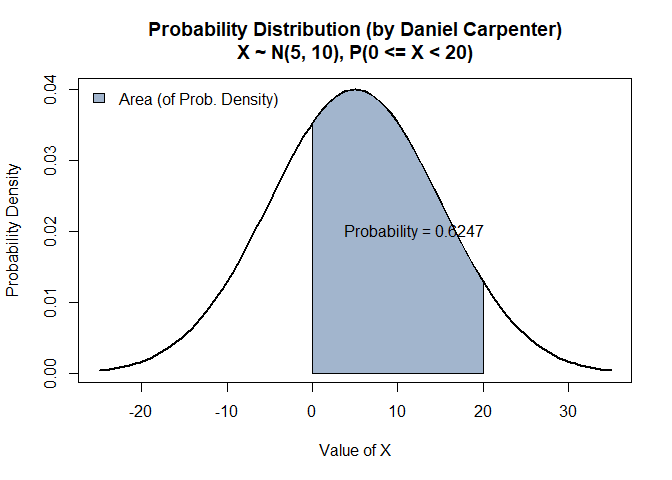 Probability Distribution (by Daniel Carpenter)
X ~ N(5, 10), P(0 <= X < 20)
Area (of Prob. Density)
Probability = 0.6247
Probability Density
0.04
0.03
0.02
0.01
0.00
-20 -10 0 10 20 30
Value of X